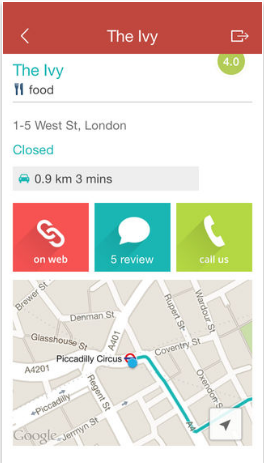 The Ivy
4.0
The Ivy
food
1-5 West St, London
Closed
0.9 km 3 mins
on web
5 review
call us
Brewer St
Denman St
Rupert St
Wardour St
Glasshouse St
A401
Coventry St
Piccadilly Circus
A4201
Regent St
Oxendon St
Piccadilly
A4
Google
Jermyn St